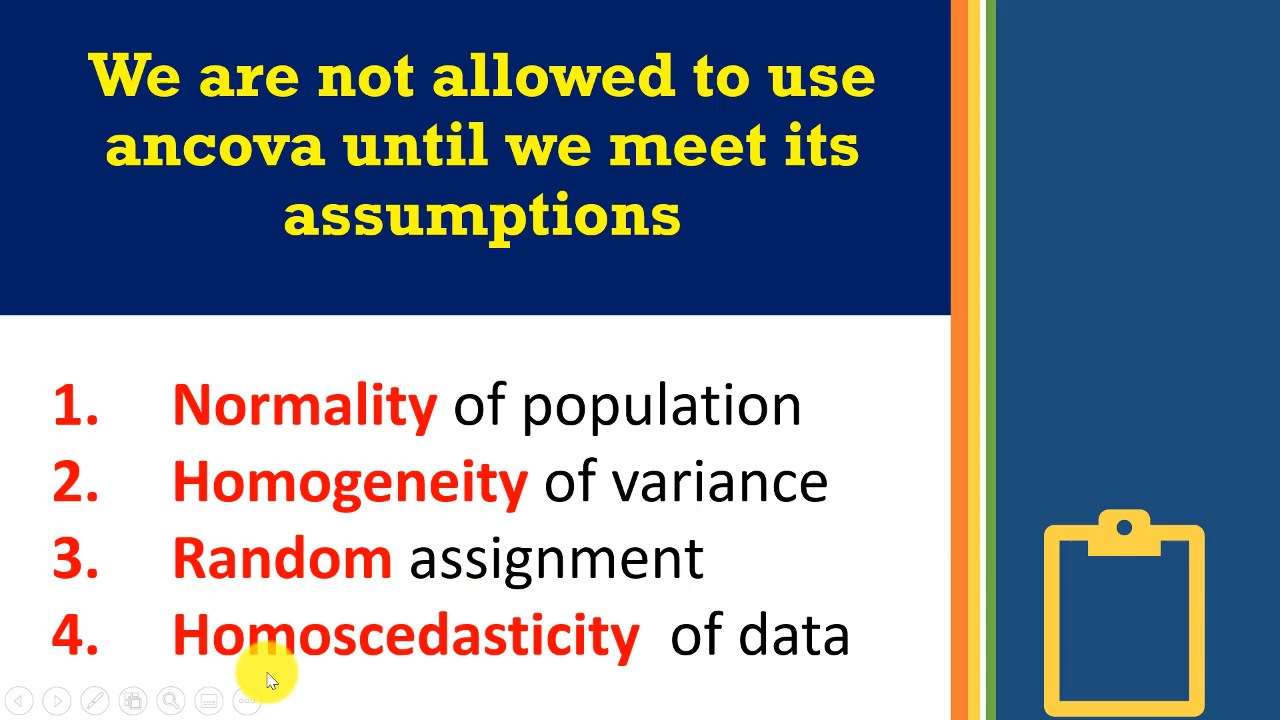 We are not allowed to use
ancova until we meet its
assumptions
1. Normality of population
2. Homogeneity of variance
3. Random assignment
4. Homoscedasticity of data